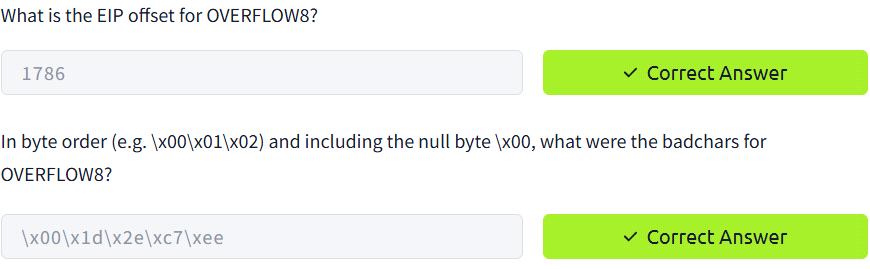 What is the EIP offset for OVERFLOW8?
1786
✓ Correct Answer
In byte order (e.g. \x00\x01\x02) and including the null byte \x00, what were the badchars for
OVERFLOW8?
\x00\x1d\x2e\xc7\xee
✓ Correct Answer